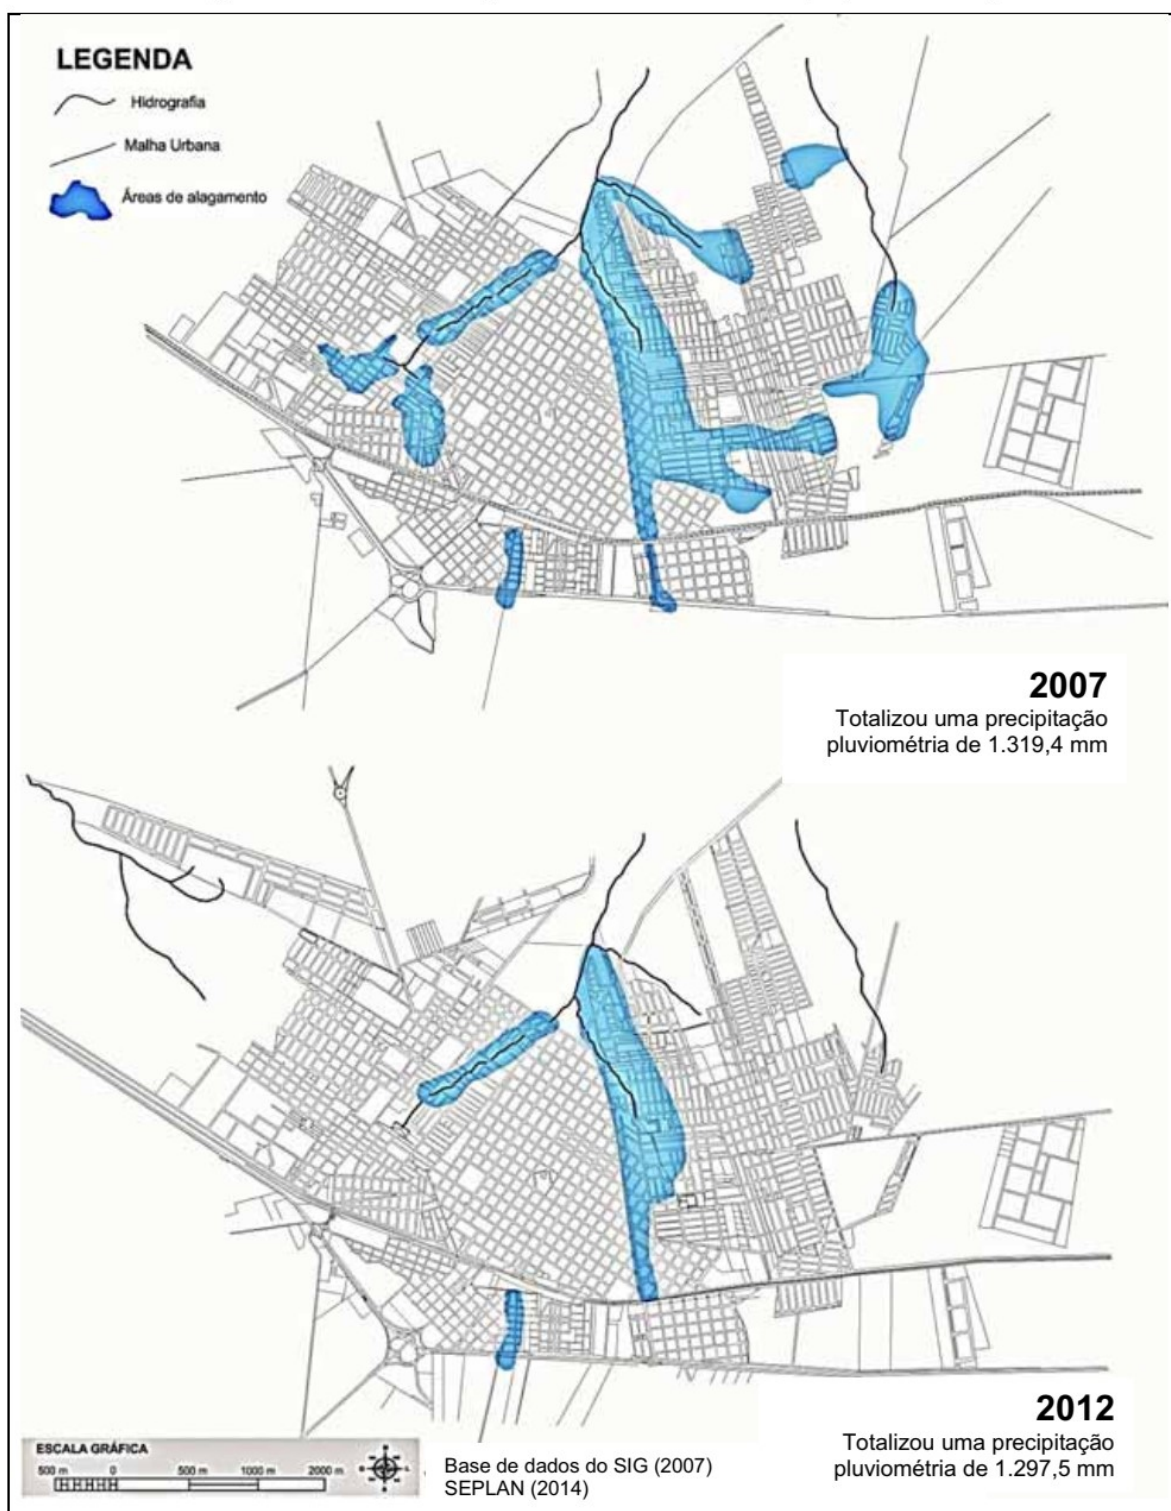 LEGENDA
Hidrografia
Malha Urbana
Áreas de alagamento
2007
Totalizou uma precipitação
pluviométria de 1.319,4 mm
2012
Totalizou uma precipitação
pluviométria de 1.297,5 mm
ESCALA GRÁFICA
500 m 0 500 m 1000 m 2000 m
Base de dados do SIG (2007)
SEPLAN (2014)